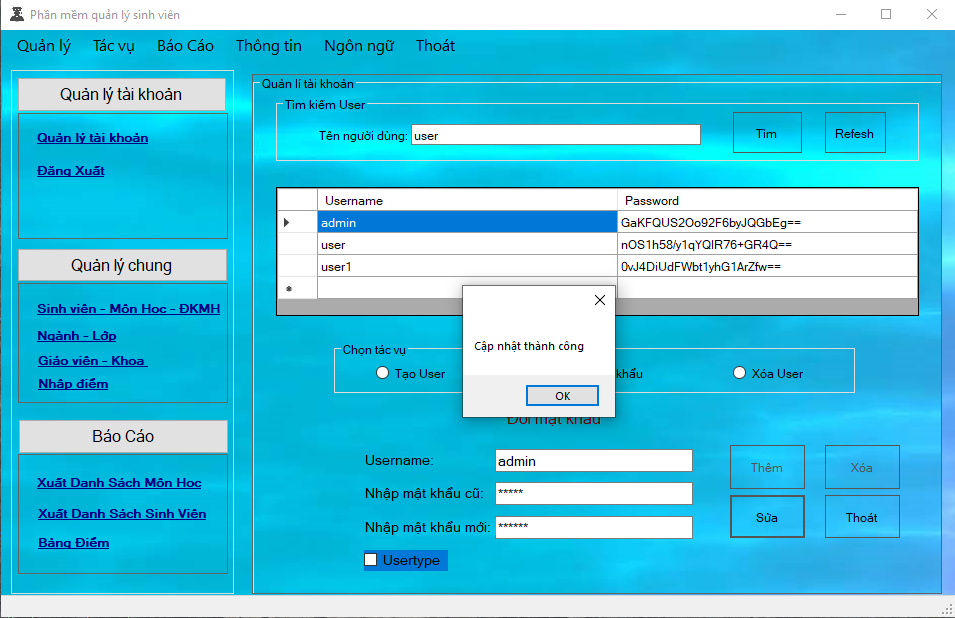 Phần mềm quản lý sinh viên
Quản lý Tác vụ Báo Cáo Thông tin Ngôn ngữ Thoát
Quản lý tài khoản
Quản lý tài khoản
Đăng Xuất
Quản lý chung
Sinh viên - Môn Học - ĐKMH
Ngành - Lớp
Giáo viên - Khoa
Nhập điểm
Báo Cáo
Xuất Danh Sách Môn Học
Xuất Danh Sách Sinh Viên
Bảng Điểm
Quản lí tài khoản
Tìm kiếm User
Tên người dùng: user Tìm Refesh
Username Password
admin GaKFQUS2Oo92F6byJQGbEg==
user nOS1h58/y1qYQIR76+GR4Q==
user1 0vJ4DiUdFWbt1yhG1ArZfw==
Cập nhật thành công
OK
Chọn tác vụ
Tạo User khẩu Xóa User
Đổi mật khẩu
Username: admin
Nhập mật khẩu cũ: *****
Nhập mật khẩu mới: ******
Usertype
Thêm Xóa
Sửa Thoát